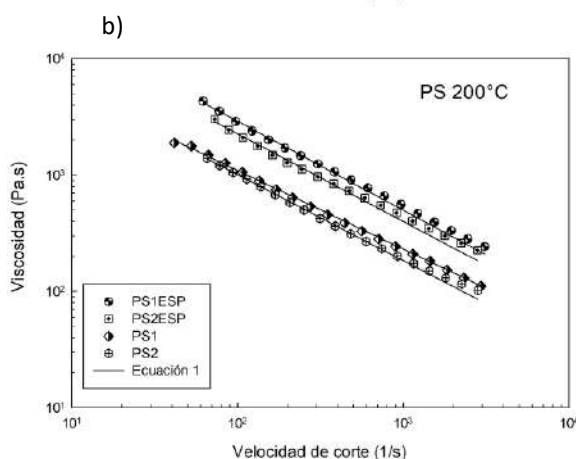 b)
10⁴
PS 200°C
10³
Viscosidad (Pa.s)
10²
PS1ESP
PS2ESP
PS1
PS2
Ecuación 1
10¹
10¹ 10² 10³ 10⁴
Velocidad de corte (1/s)